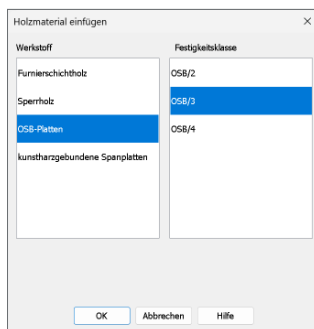 Holzmaterial einfügen
Werkstoff
Festigkeitsklasse
Furnierschichtholz
Sperrholz
OSB-Platten
kunstharzgebundene Spanplatten
OSB/2
OSB/3
OSB/4
OK
Abbrechen
Hilfe